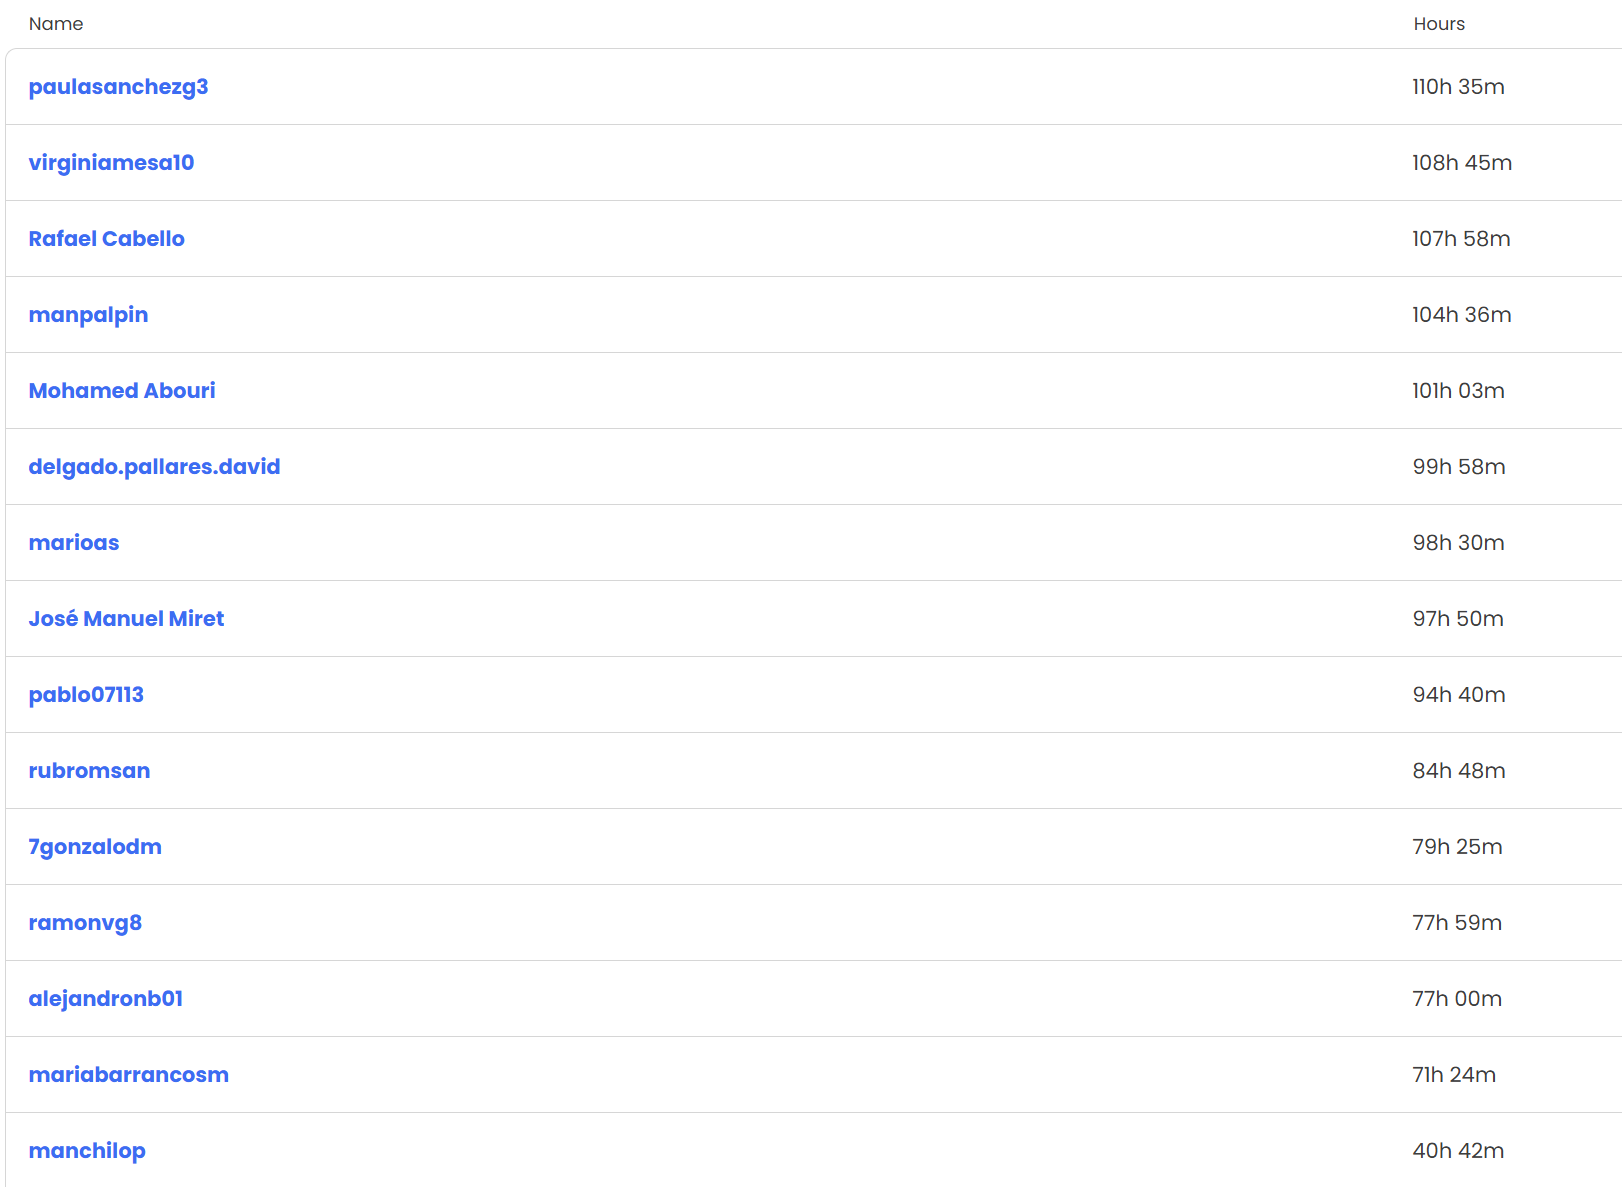 Name Hours
paulasanchezg3 110h 35m
virginiamesa10 108h 45m
Rafael Cabello 107h 58m
manpalpin 104h 36m
Mohamed Abouri 101h 03m
delgado.pallares.david 99h 58m
marioas 98h 30m
José Manuel Miret 97h 50m
pablo07113 94h 40m
rubromsan 84h 48m
7gonzalodm 79h 25m
ramonvg8 77h 59m
alejandronb01 77h 00m
mariabarrancosm 71h 24m
manchilop 40h 42m